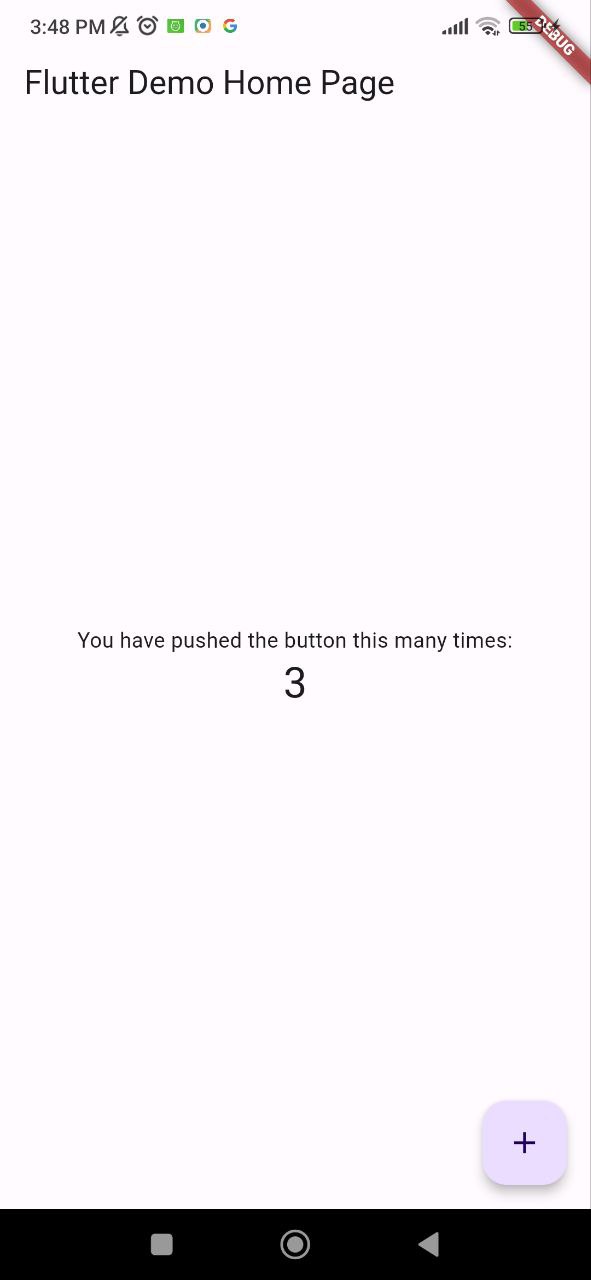 3:48 PM
55
DEBUG
Flutter Demo Home Page
You have pushed the button this many times:
3
+